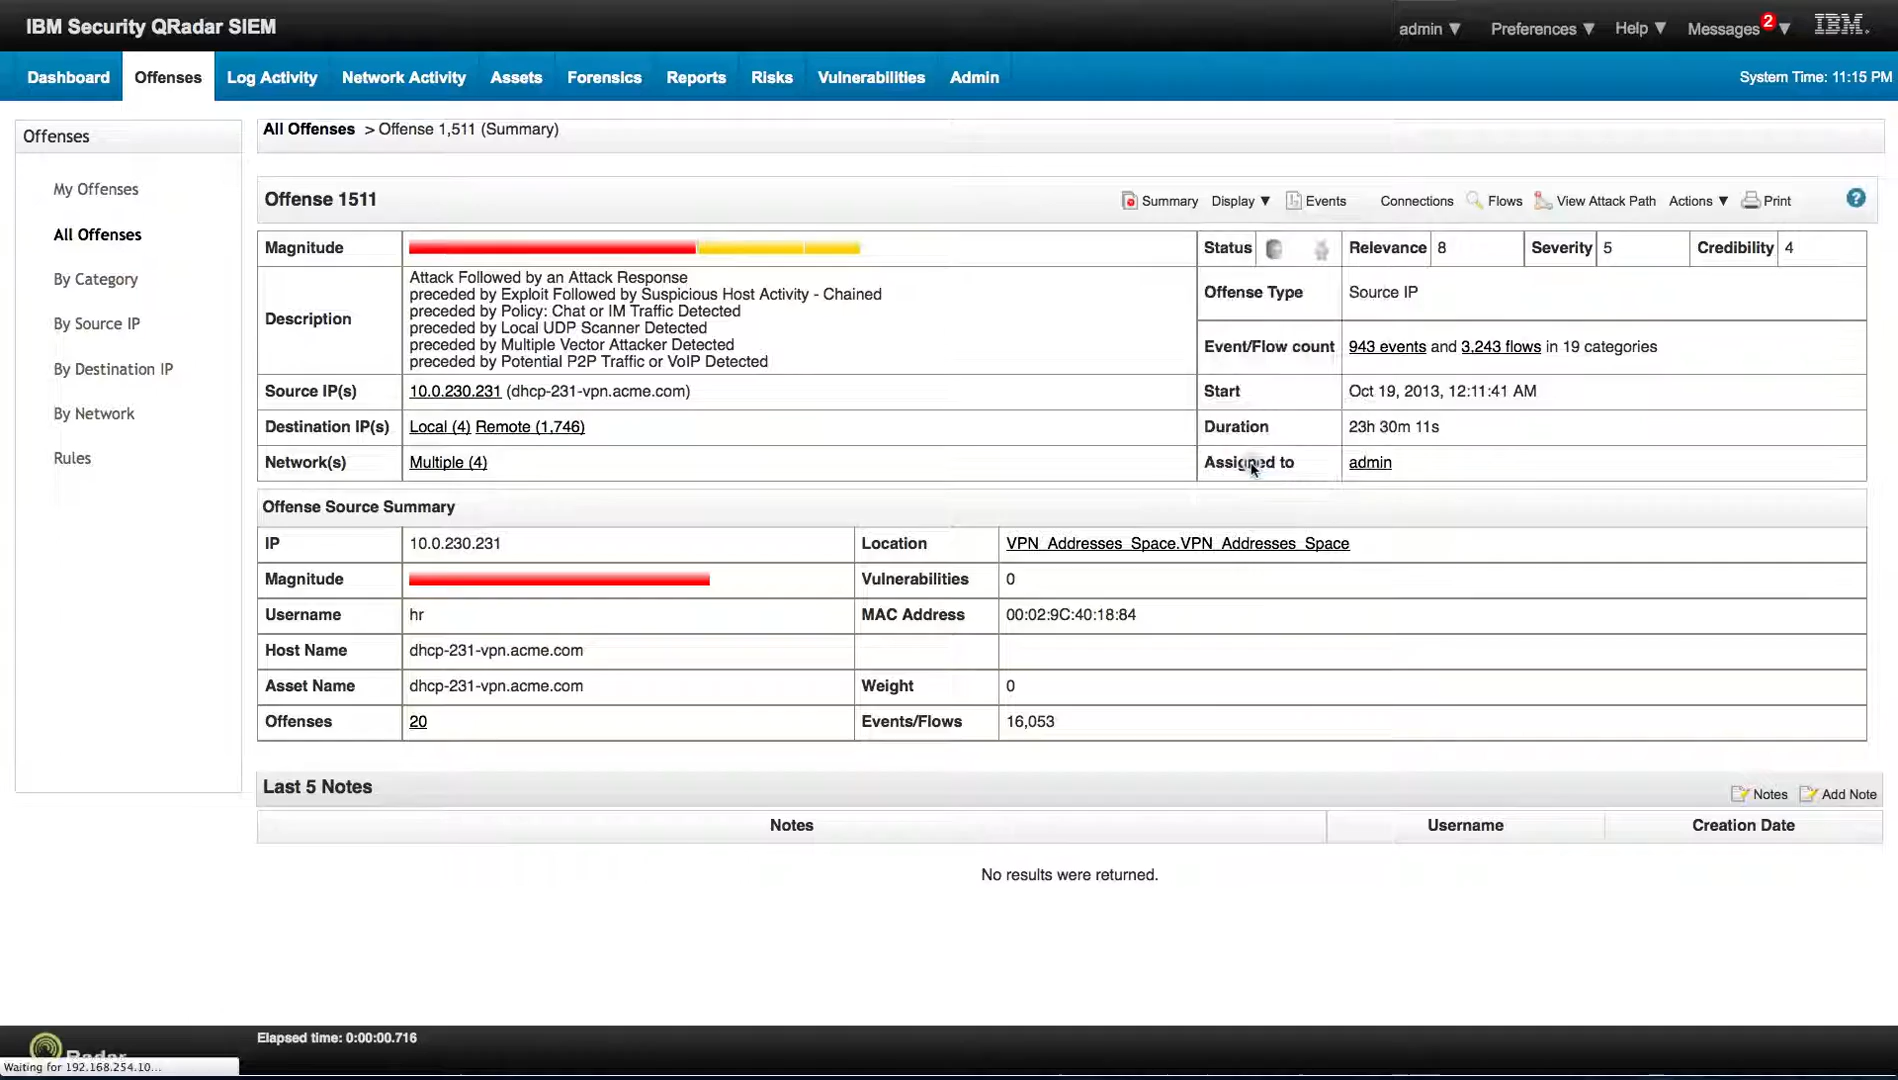 IBM Security QRadar SIEM
admin ▼ Preferences ▼ Help ▼ Messages 2 ▼ IBM.
Dashboard Offenses Log Activity Network Activity Assets Forensics Reports Risks Vulnerabilities Admin System Time: 11:15 PM
Offenses
My Offenses
All Offenses
By Category
By Source IP
By Destination IP
By Network
Rules
All Offenses > Offense 1,511 (Summary)
Offense 1511 Summary Display ▼ Events Connections Flows View Attack Path Actions ▼ Print ?
Magnitude Status Relevance 8 Severity 5 Credibility 4
Description
Attack Followed by an Attack Response
preceded by Exploit Followed by Suspicious Host Activity - Chained
preceded by Policy: Chat or IM Traffic Detected
preceded by Local UDP Scanner Detected
preceded by Multiple Vector Attacker Detected
preceded by Potential P2P Traffic or VoIP Detected
Offense Type Source IP
Event/Flow count 943 events and 3,243 flows in 19 categories
Source IP(s) 10.0.230.231 (dhcp-231-vpn.acme.com) Start Oct 19, 2013, 12:11:41 AM
Destination IP(s) Local (4) Remote (1,746) Duration 23h 30m 11s
Network(s) Multiple (4) Assigned to admin
Offense Source Summary
IP 10.0.230.231 Location VPN_Addresses_Space.VPN_Addresses_Space
Magnitude Vulnerabilities 0
Username hr MAC Address 00:02:9C:40:18:84
Host Name dhcp-231-vpn.acme.com
Asset Name dhcp-231-vpn.acme.com Weight 0
Offenses 20 Events/Flows 16,053
Last 5 Notes Notes Add Note
Notes Username Creation Date
No results were returned.
Elapsed time: 0:00:00.716
Radar
Waiting for 192.168.254.10...